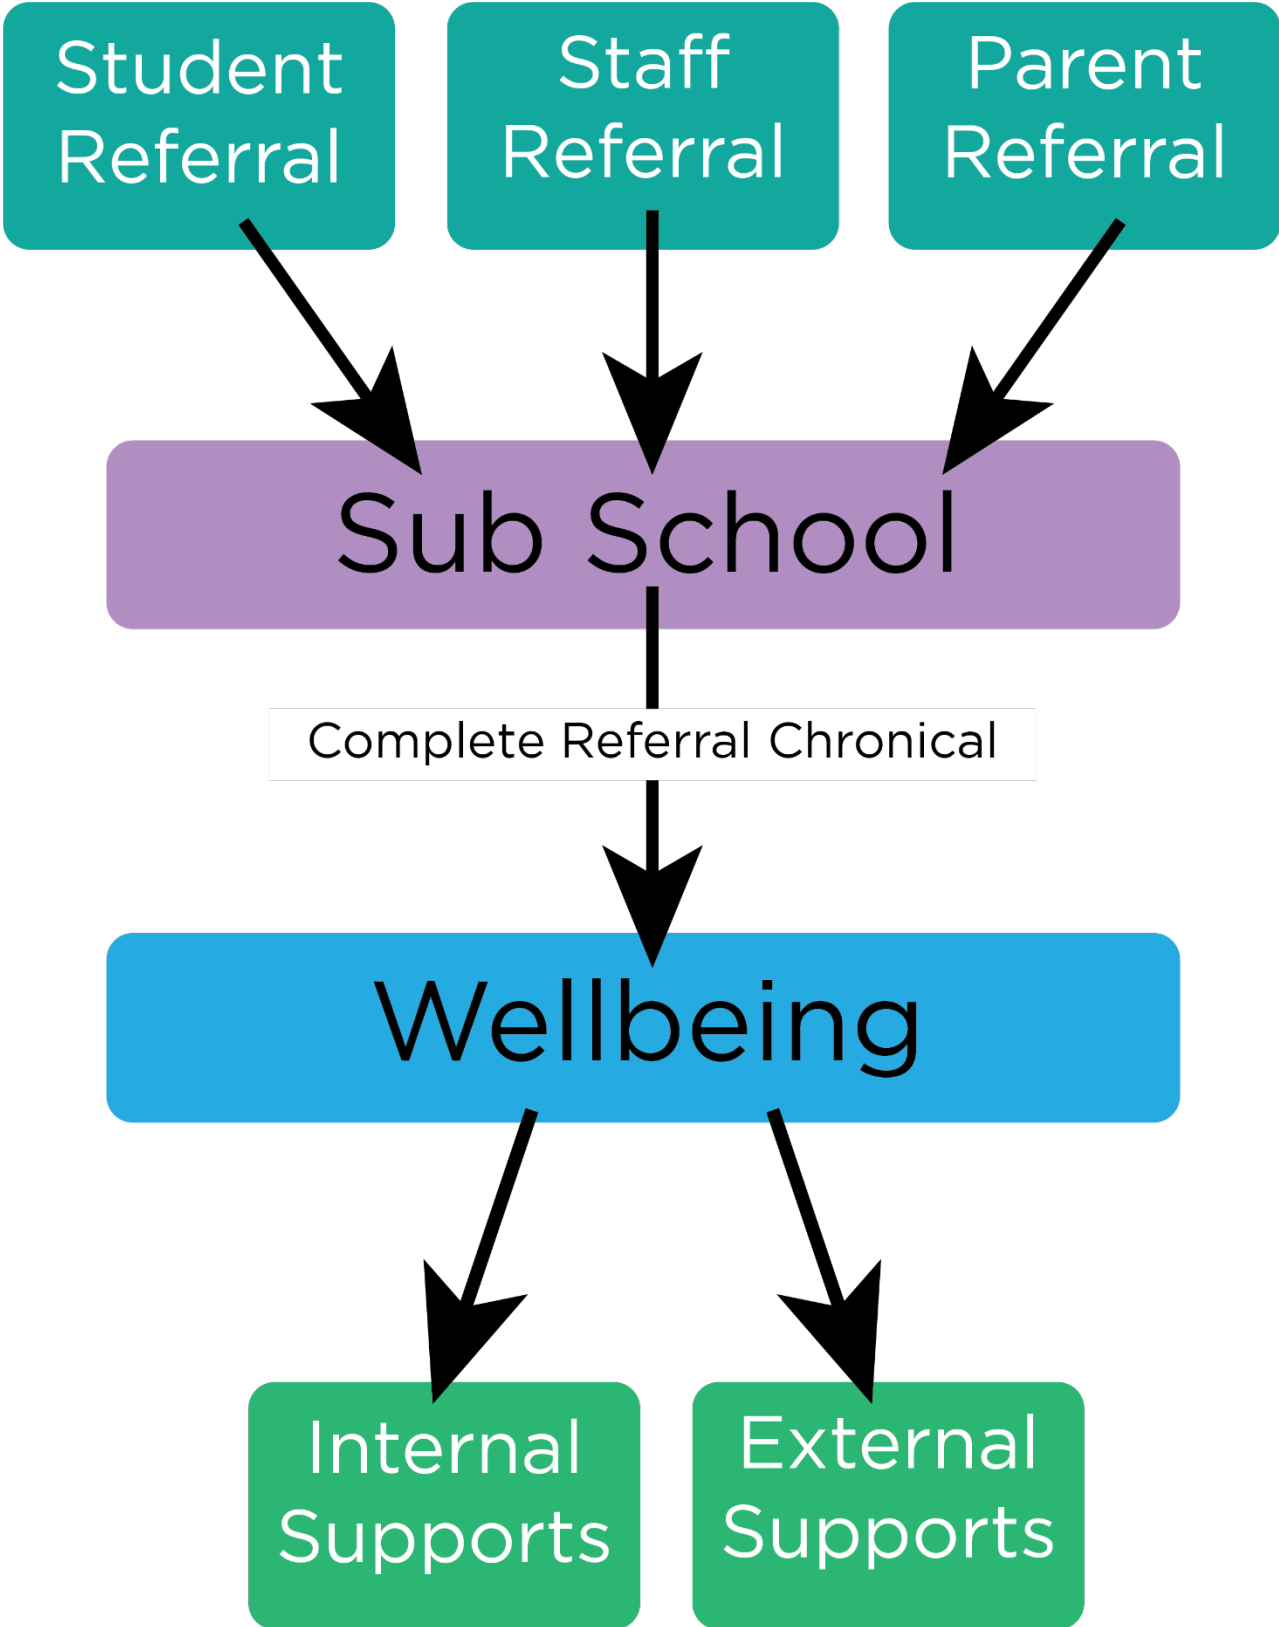 Student
Referral
Staff
Referral
Parent
Referral
Sub School
Complete Referral Chronical
Wellbeing
Internal
Supports
External
Supports